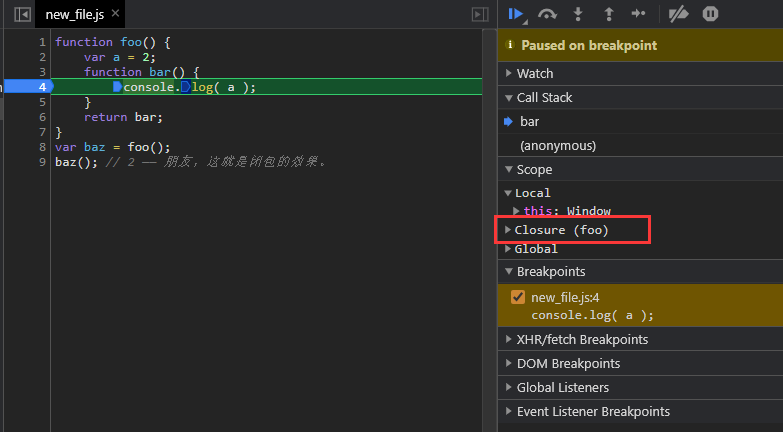 new_file.js ×
1 function foo() {
2 var a = 2;
3 function bar() {
4 console.log( a );
5 }
6 return bar;
7 }
8 var baz = foo();
9 baz(); // 2 —— 朋友，这就是闭包的效果。
Paused on breakpoint
Watch
Call Stack
bar
(anonymous)
Scope
Local
this: Window
Closure (foo)
Global
Breakpoints
new_file.js:4
console.log( a );
XHR/fetch Breakpoints
DOM Breakpoints
Global Listeners
Event Listener Breakpoints